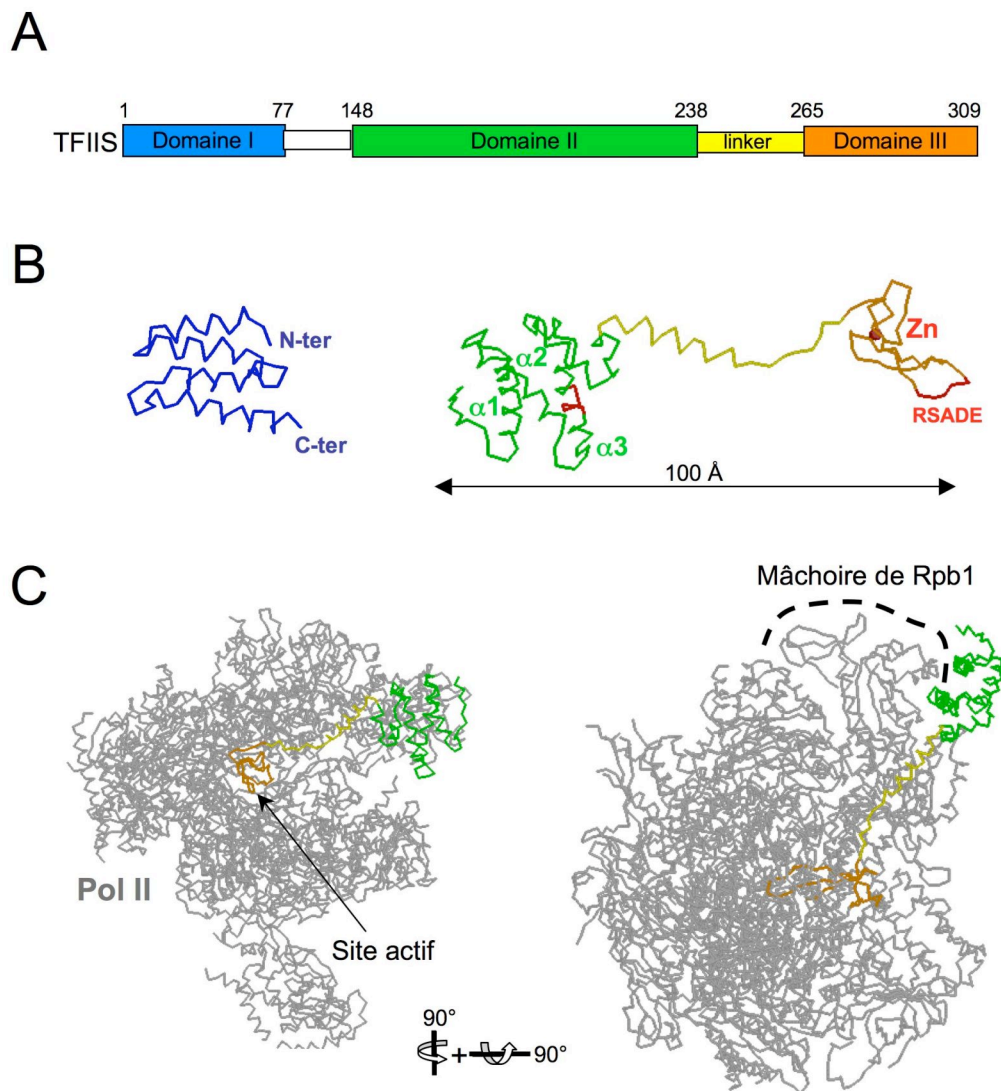 A
1 77 148 238 265 309
TFIIS Domaine I Domaine II linker Domaine III
B
N-ter
C-ter
α1
α2
α3
Zn
RSADE
100 Å
C
Mâchoire de Rpb1
Pol II
Site actif
90°
+ 90°